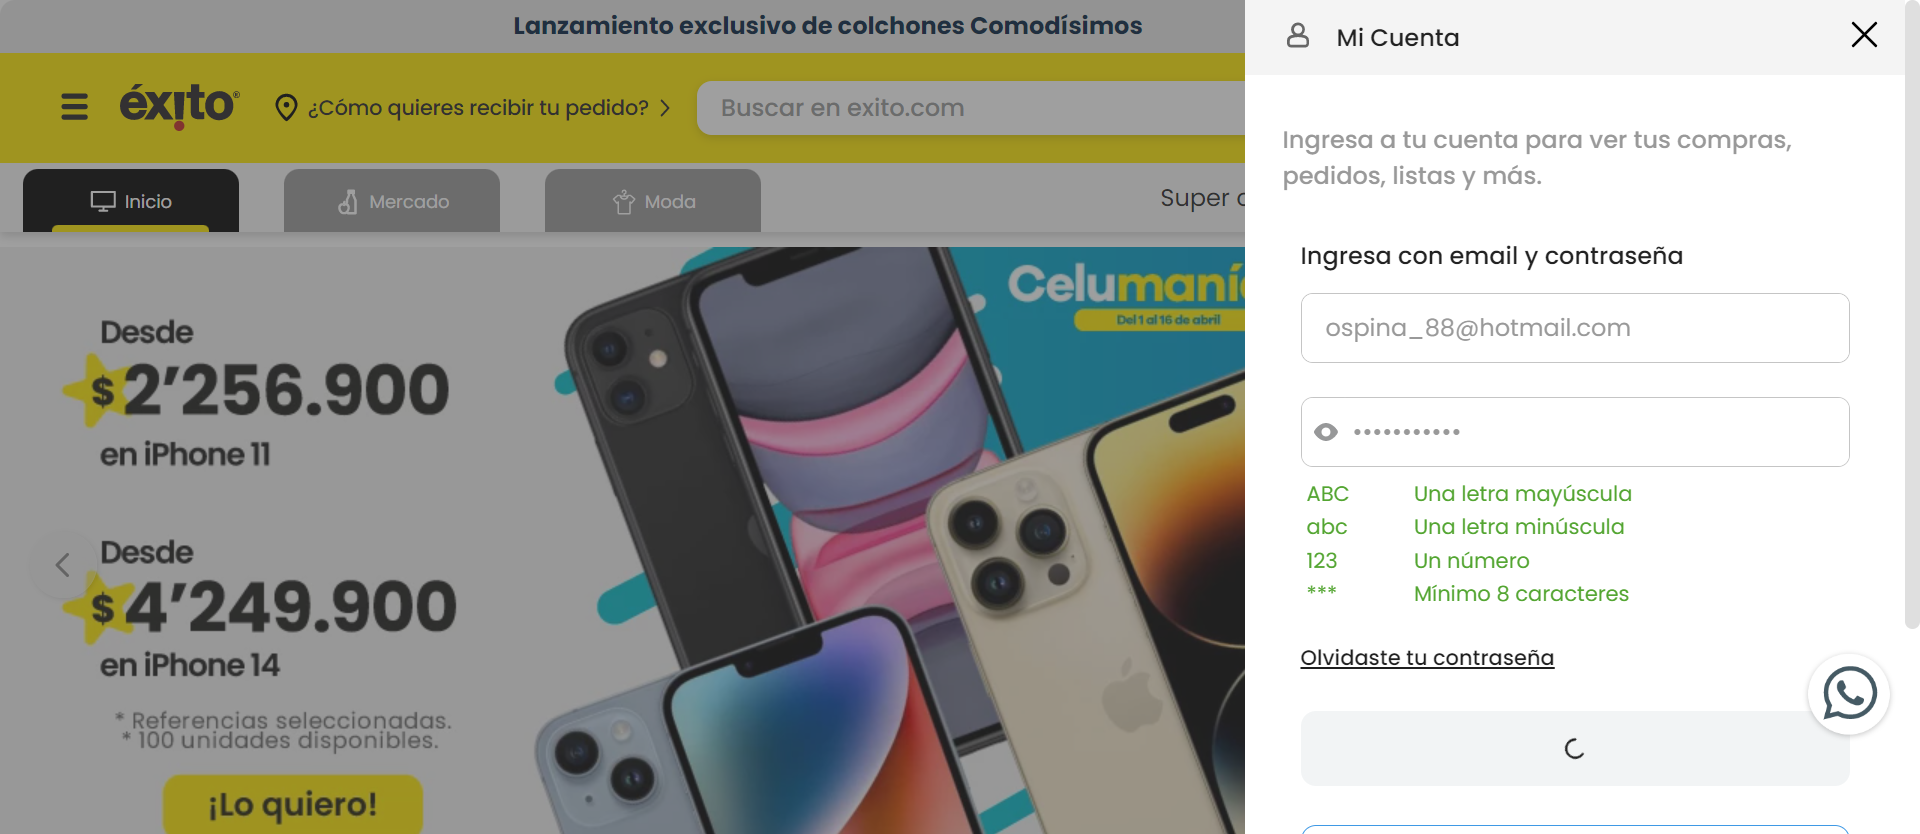 Lanzamiento exclusivo de colchones Comodísimos
éxito
¿Cómo quieres recibir tu pedido?
Buscar en exito.com
Inicio
Mercado
Moda
Super
Desde
$2'256.900
en iPhone 11
Desde
$4'249.900
en iPhone 14
* Referencias seleccionadas.
* 100 unidades disponibles.
¡Lo quiero!
Celumaní
Del 1 al 16 de abril
Mi Cuenta
Ingresa a tu cuenta para ver tus compras,
pedidos, listas y más.
Ingresa con email y contraseña
ospina_88@hotmail.com
•••••••••••
ABC Una letra mayúscula
abc Una letra minúscula
123 Un número
*** Mínimo 8 caracteres
Olvidaste tu contraseña